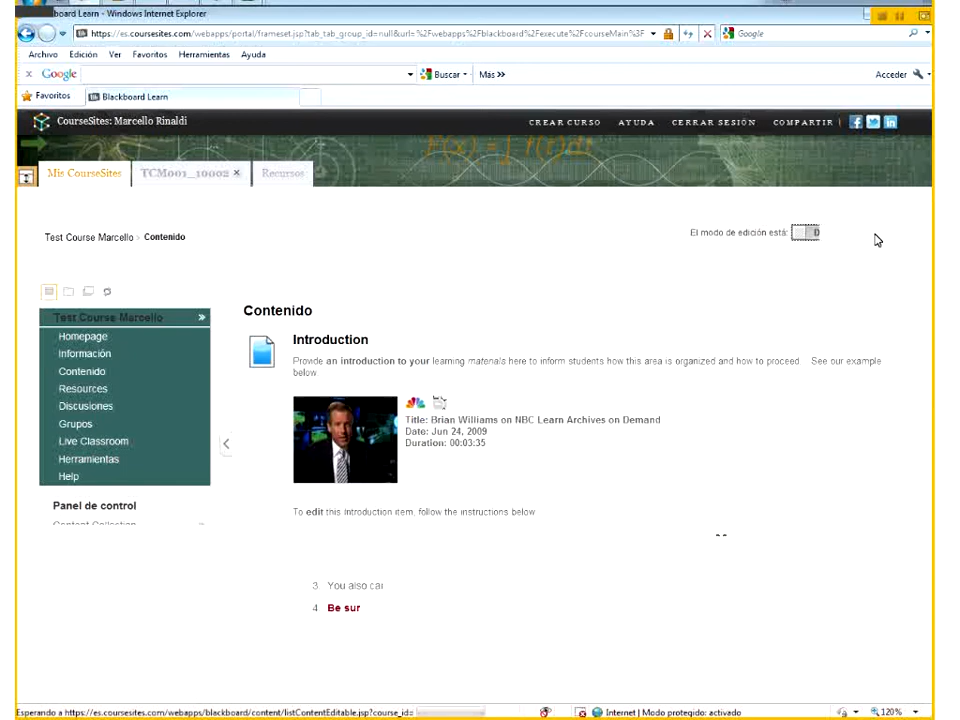 board Learn - Windows Internet Explorer
https://es.coursesites.com/webapps/portal/frameset.jsp?tab_tab_group_id=null&url=%2Fwebapps%2Fblackboard%2Fexecute%2FcourseMain%3F
Google
Archivo Edición Ver Favoritos Herramientas Ayuda
x Google Buscar Más >> Acceder
Favoritos Blackboard Learn
CourseSites: Marcello Rinaldi CREAR CURSO AYUDA CERRAR SESIÓN COMPARTIR
Mis CourseSites TCM001_10002 × Recursos
Test Course Marcello > Contenido
El modo de edición está: D
Contenido
Test Course Marcello
Homepage
Información
Contenido
Resources
Discusiones
Grupos
Live Classroom
Herramientas
Help
Panel de control
Content Collection
Introduction
Provide an introduction to your learning materials here to inform students how this area is organized and how to proceed. See our example
below.
Title: Brian Williams on NBC Learn Archives on Demand
Date: Jun 24, 2009
Duration: 00:03:35
To edit this Introduction item, follow the instructions below
3. You also
4. Be
Esperando a https://es.coursesites.com/webapps/blackboard/content/listContentEditable.jsp?course_id=
Internet | Modo protegido: activado
120%